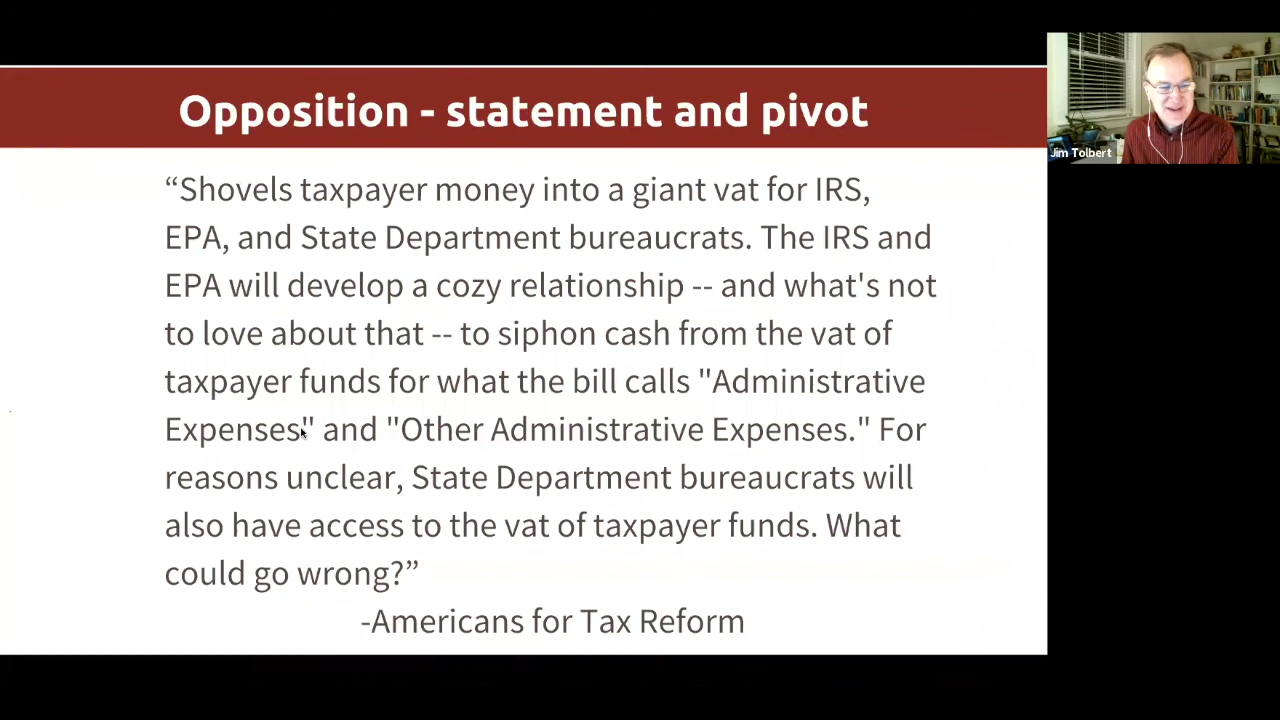 Opposition - statement and pivot
“Shovels taxpayer money into a giant vat for IRS,
EPA, and State Department bureaucrats. The IRS and
EPA will develop a cozy relationship -- and what's not
to love about that -- to siphon cash from the vat of
taxpayer funds for what the bill calls "Administrative
Expenses" and "Other Administrative Expenses." For
reasons unclear, State Department bureaucrats will
also have access to the vat of taxpayer funds. What
could go wrong?”
-Americans for Tax Reform
Jim Tolbert